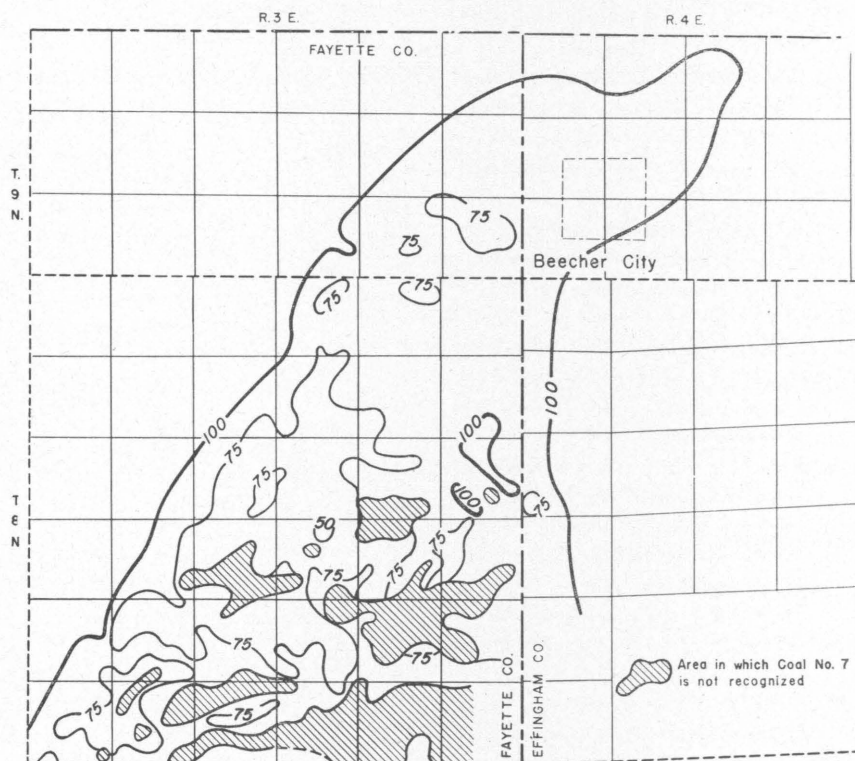 R. 3 E.
R. 4 E.
FAYETTE CO.
T.
9
N.
75
75
Beecher City
75
75
100
100
75
100
75
100
75
T
8
N
50
75
75
75
75
75
FAYETTE CO.
EFFINGHAM CO.
Area in which Coal No. 7
is not recognized
75
75